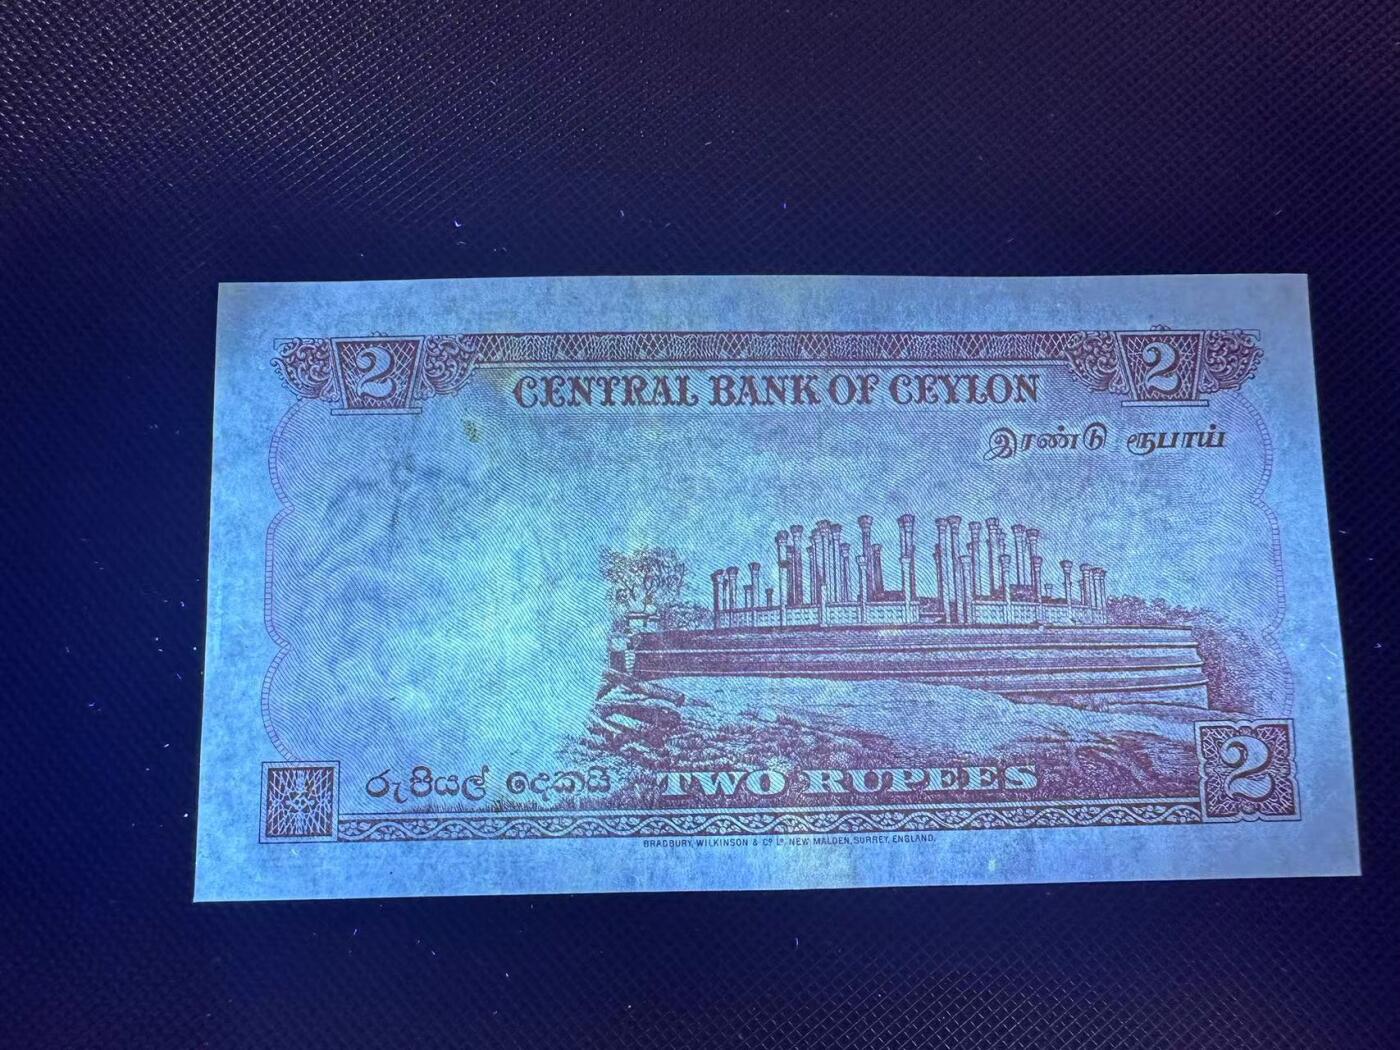 2 2
CENTRAL BANK OF CEYLON
இரண்டு ரூபாய்
රුපියල් දෙකයි TWO RUPEES 2
BRADBURY, WILKINSON & Cº Lᴰ. NEW MALDEN, SURREY, ENGLAND.